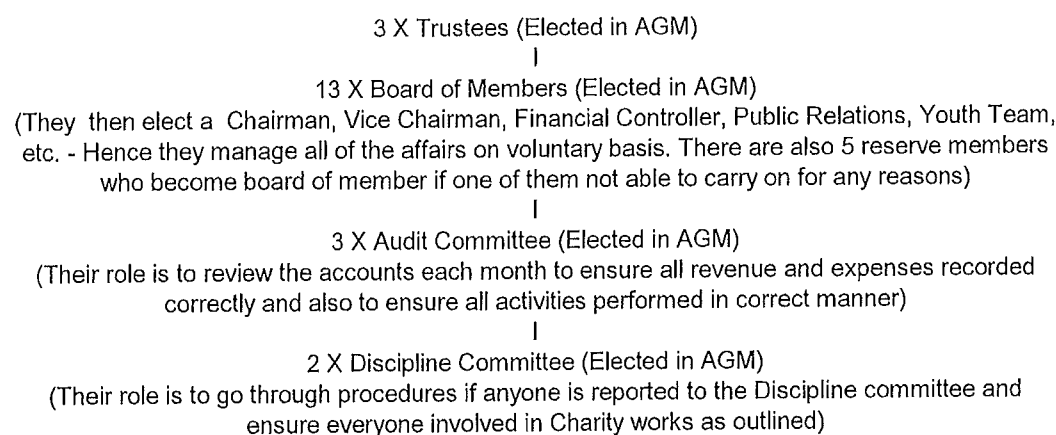 3 X Trustees (Elected in AGM)
|
13 X Board of Members (Elected in AGM)
(They then elect a Chairman, Vice Chairman, Financial Controller, Public Relations, Youth Team,
etc. - Hence they manage all of the affairs on voluntary basis. There are also 5 reserve members
who become board of member if one of them not able to carry on for any reasons)
|
3 X Audit Committee (Elected in AGM)
(Their role is to review the accounts each month to ensure all revenue and expenses recorded
correctly and also to ensure all activities performed in correct manner)
|
2 X Discipline Committee (Elected in AGM)
(Their role is to go through procedures if anyone is reported to the Discipline committee and
ensure everyone involved in Charity works as outlined)